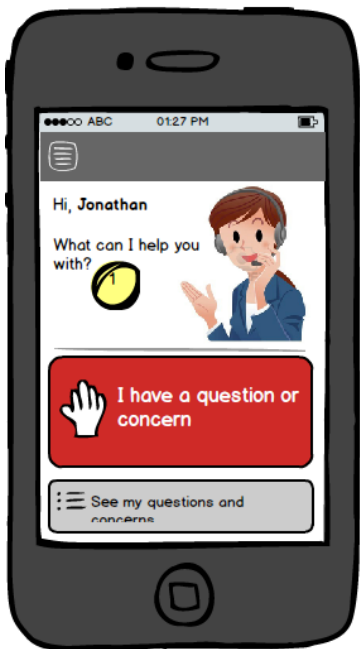 ABC 01:27 PM
Hi, Jonathan
What can I help you
with?
1
I have a question or
concern
See my questions and
concerns